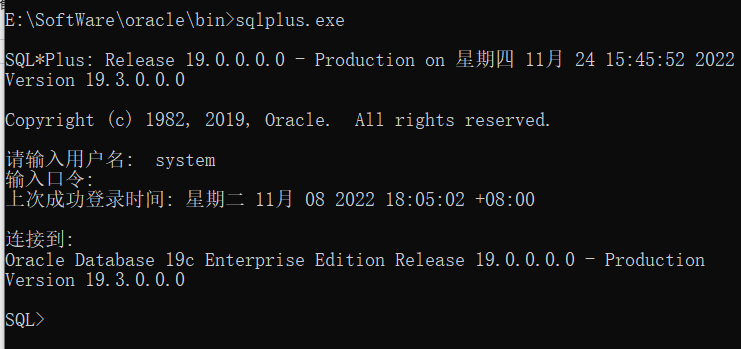 E:\SoftWare\oracle\bin>sqlplus.exe
SQL*Plus: Release 19.0.0.0.0 - Production on 星期四 11月 24 15:45:52 2022
Version 19.3.0.0.0
Copyright (c) 1982, 2019, Oracle.  All rights reserved.
请输入用户名:  system
输入口令:
上次成功登录时间: 星期二 11月 08 2022 18:05:02 +08:00
连接到:
Oracle Database 19c Enterprise Edition Release 19.0.0.0.0 - Production
Version 19.3.0.0.0
SQL>